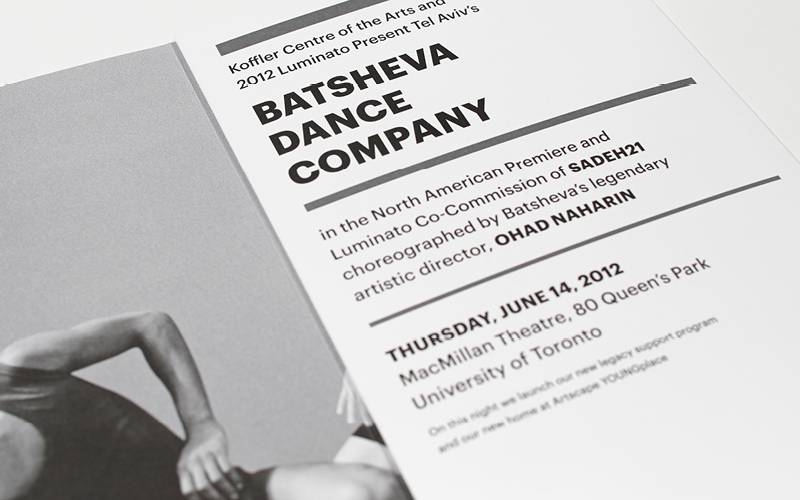 Koffler Centre of the Arts and
2012 Luminato Present Tel Aviv's
BATSHEVA
DANCE
COMPANY
in the North American Premiere and
Luminato Co-Commission of SADEH21
choreographed by Batsheva's legendary
artistic director, OHAD NAHARIN
THURSDAY, JUNE 14, 2012
MacMillan Theatre, 80 Queen's Park
University of Toronto
On this night we launch our new legacy support program
and our new home at Artscape YOUNGplace